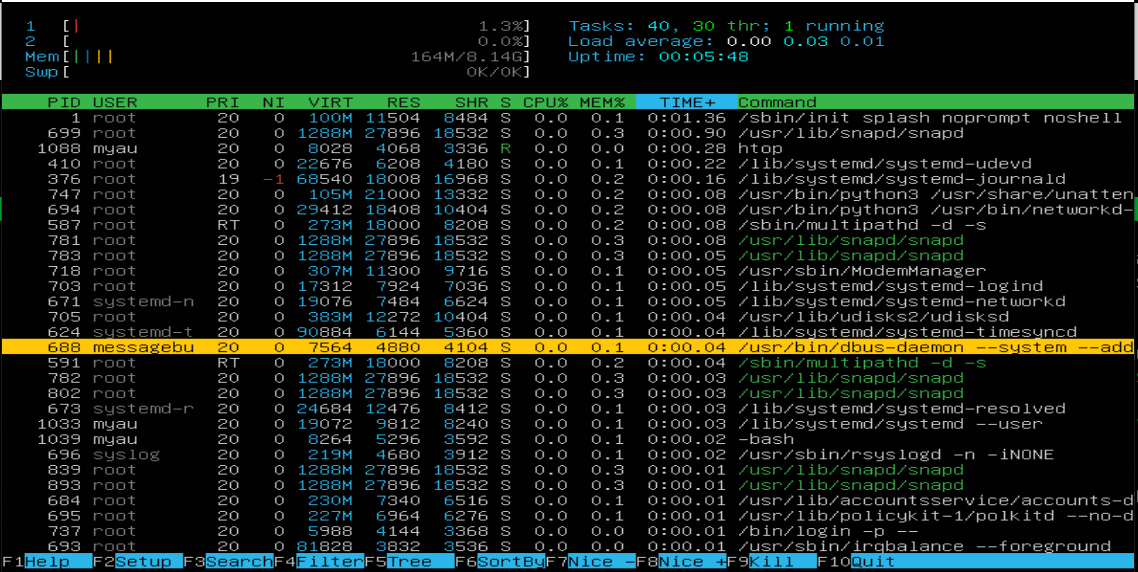 1 [| 1.3%] Tasks: 40, 30 thr; 1 running
2 [ 0.0%] Load average: 0.00 0.03 0.01
Mem[|||| 164M/8.14G] Uptime: 00:05:48
Swp[ 0K/0K]
PID USER PRI NI VIRT RES SHR S CPU% MEM% TIME+ Command
1 root 20 0 100M 11504 8484 S 0.0 0.1 0:01.36 /sbin/init splash noprompt noshell
699 root 20 0 1288M 27896 18532 S 0.0 0.3 0:00.90 /usr/lib/snapd/snapd
1088 myau 20 0 8028 4068 3336 R 0.0 0.0 0:00.28 htop
410 root 20 0 22676 6208 4180 S 0.0 0.1 0:00.22 /lib/systemd/systemd-udevd
376 root 19 -1 68540 18008 16968 S 0.0 0.2 0:00.16 /lib/systemd/systemd-journald
747 root 20 0 105M 21000 13332 S 0.0 0.2 0:00.08 /usr/bin/python3 /usr/share/unatten
694 root 20 0 29412 18408 10404 S 0.0 0.2 0:00.08 /usr/bin/python3 /usr/bin/networkd-
587 root RT 0 273M 18000 8208 S 0.0 0.2 0:00.08 /sbin/multipathd -d -s
781 root 20 0 1288M 27896 18532 S 0.0 0.3 0:00.05 /usr/lib/snapd/snapd
783 root 20 0 1288M 27896 18532 S 0.0 0.3 0:00.05 /usr/lib/snapd/snapd
718 root 20 0 307M 11300 9716 S 0.0 0.1 0:00.05 /usr/sbin/ModemManager
703 root 20 0 17312 7924 7036 S 0.0 0.1 0:00.05 /lib/systemd/systemd-logind
671 systemd-n 20 0 19076 7484 6624 S 0.0 0.1 0:00.05 /lib/systemd/systemd-networkd
705 root 20 0 383M 12272 10404 S 0.0 0.1 0:00.04 /usr/lib/udisks2/udisksd
624 systemd-t 20 0 90884 6144 5360 S 0.0 0.1 0:00.04 /lib/systemd/systemd-timesyncd
688 messagebu 20 0 7564 4880 4104 S 0.0 0.1 0:00.04 /usr/bin/dbus-daemon --system --add
591 root RT 0 273M 18000 8208 S 0.0 0.2 0:00.04 /sbin/multipathd -d -s
782 root 20 0 1288M 27896 18532 S 0.0 0.3 0:00.03 /usr/lib/snapd/snapd
802 root 20 0 1288M 27896 18532 S 0.0 0.3 0:00.03 /usr/lib/snapd/snapd
673 systemd-r 20 0 24684 12476 8412 S 0.0 0.1 0:00.03 /lib/systemd/systemd-resolved
1033 myau 20 0 19072 9812 8240 S 0.0 0.1 0:00.03 /lib/systemd/systemd --user
1039 myau 20 0 8264 5296 3592 S 0.0 0.1 0:00.02 -bash
696 syslog 20 0 219M 4680 3912 S 0.0 0.1 0:00.02 /usr/sbin/rsyslogd -n -iNONE
839 root 20 0 1288M 27896 18532 S 0.0 0.3 0:00.01 /usr/lib/snapd/snapd
893 root 20 0 1288M 27896 18532 S 0.0 0.3 0:00.01 /usr/lib/snapd/snapd
684 root 20 0 230M 7340 6516 S 0.0 0.1 0:00.01 /usr/lib/accountsservice/accounts-d
695 root 20 0 227M 6964 6276 S 0.0 0.1 0:00.01 /usr/lib/policykit-1/polkitd --no-d
737 root 20 0 5988 4144 3368 S 0.0 0.0 0:00.01 /bin/login -p --
693 root 20 0 81828 3832 3536 S 0.0 0.0 0:00.01 /usr/sbin/irqbalance --foreground
F1Help F2Setup F3SearchF4FilterF5Tree F6SortByF7Nice -F8Nice +F9Kill F10Quit